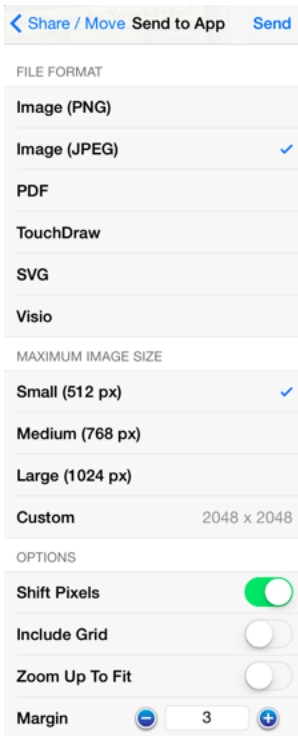 Share / Move Send to App Send
FILE FORMAT
Image (PNG)
Image (JPEG)
PDF
TouchDraw
SVG
Visio
MAXIMUM IMAGE SIZE
Small (512 px)
Medium (768 px)
Large (1024 px)
Custom 2048 x 2048
OPTIONS
Shift Pixels
Include Grid
Zoom Up To Fit
Margin 3